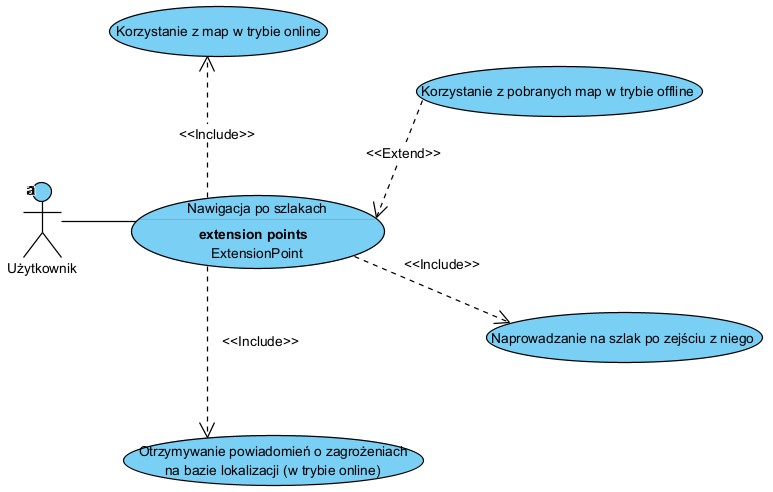 Korzystanie z map w trybie online
Korzystanie z pobranych map w trybie offline
<<Include>>
<<Extend>>
a
Nawigacja po szlakach
extension points
ExtensionPoint
Użytkownik
<<Include>>
Naprowadzanie na szlak po zejściu z niego
<<Include>>
Otrzymywanie powiadomień o zagrożeniach
na bazie lokalizacji (w trybie online)